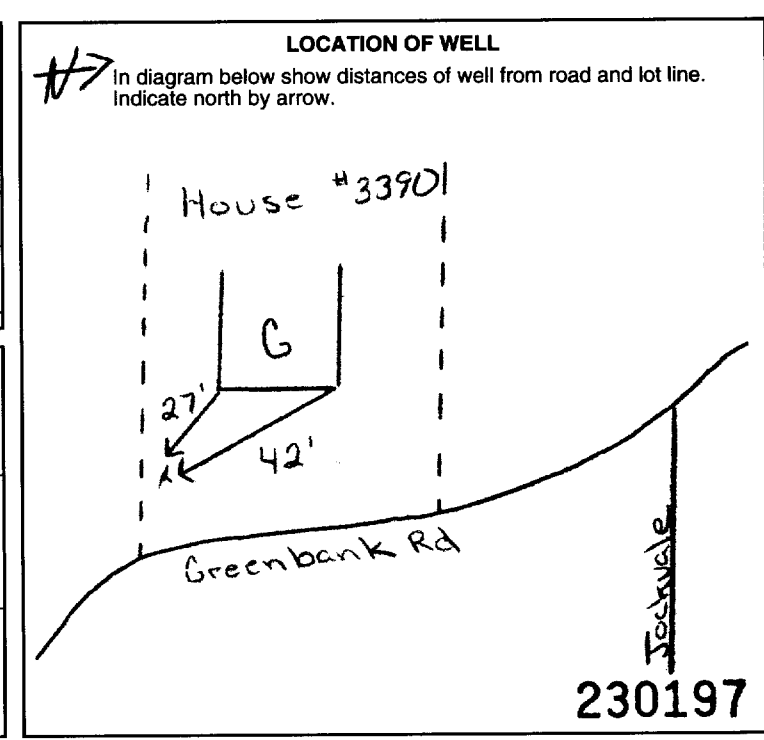 LOCATION OF WELL
N
In diagram below show distances of well from road and lot line.
Indicate north by arrow.
House #3390
G
27'
42'
x
Greenbank Rd
Jockvale
230197